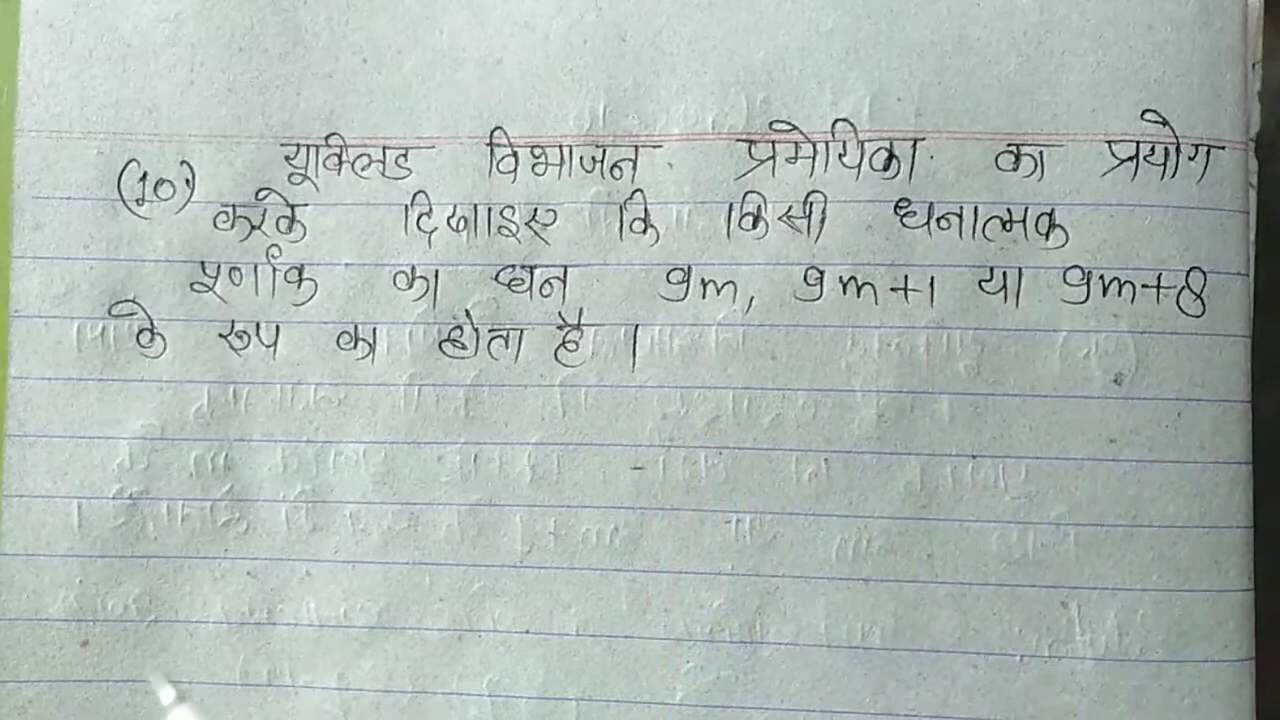 (10) यूक्लिड विभाजन प्रमेयिका का प्रयोग
करके दिखाइए कि किसी धनात्मक
पूर्णांक का घन 9m, 9m+1 या 9m+8
के रूप का होता है ।